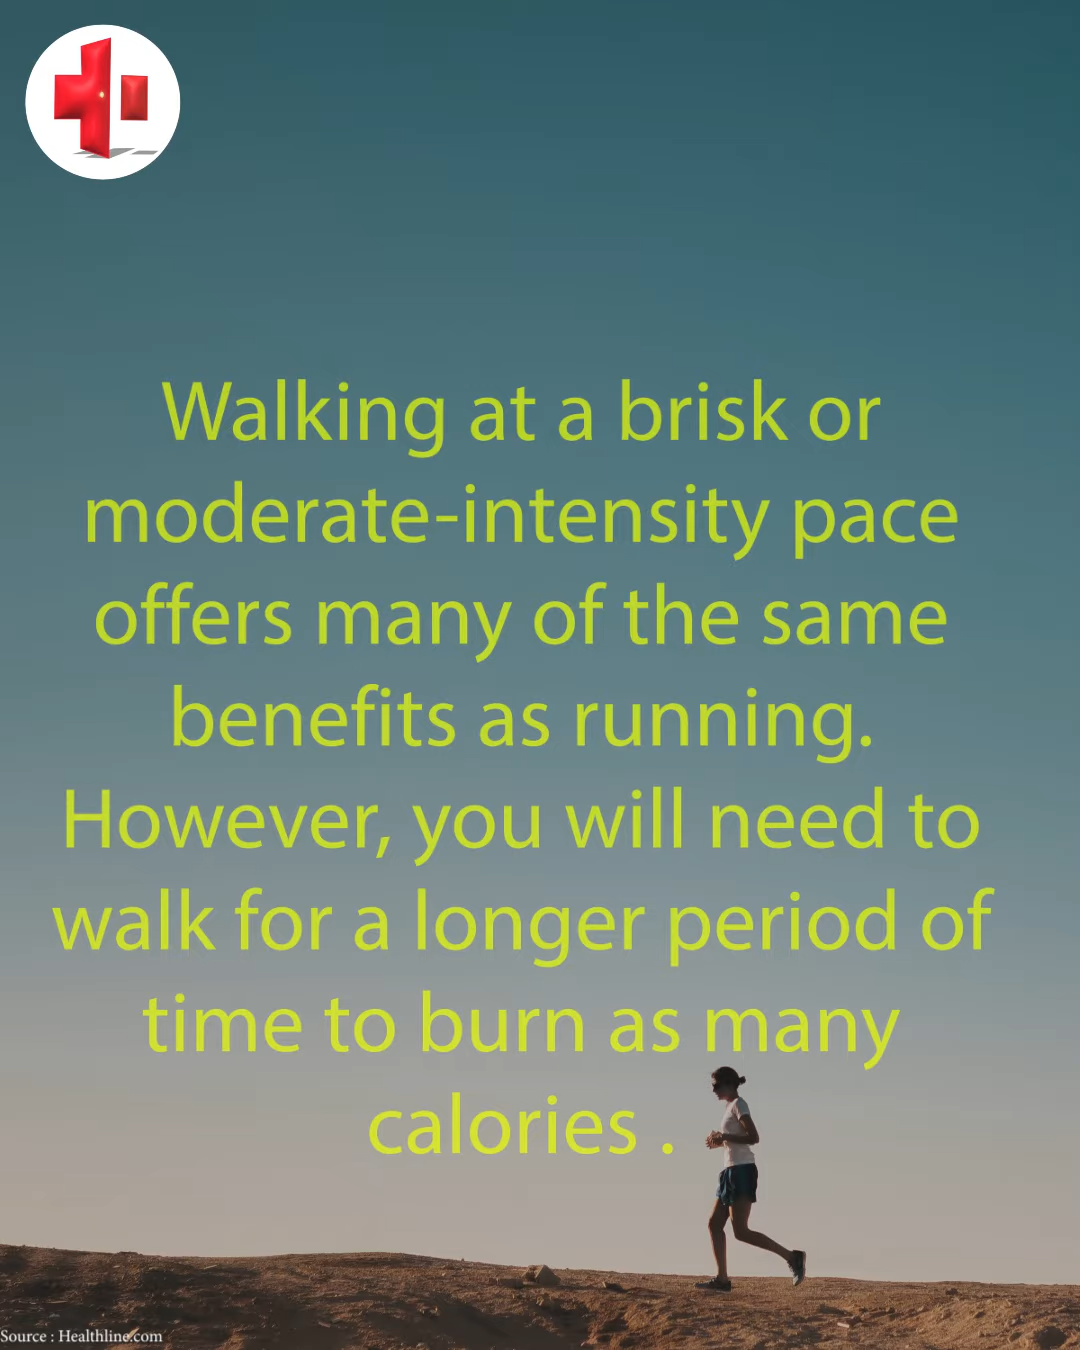 Walking at a brisk or
moderate-intensity pace
offers many of the same
benefits as running.
However, you will need to
walk for a longer period of
time to burn as many
calories .
Source : Healthline.com